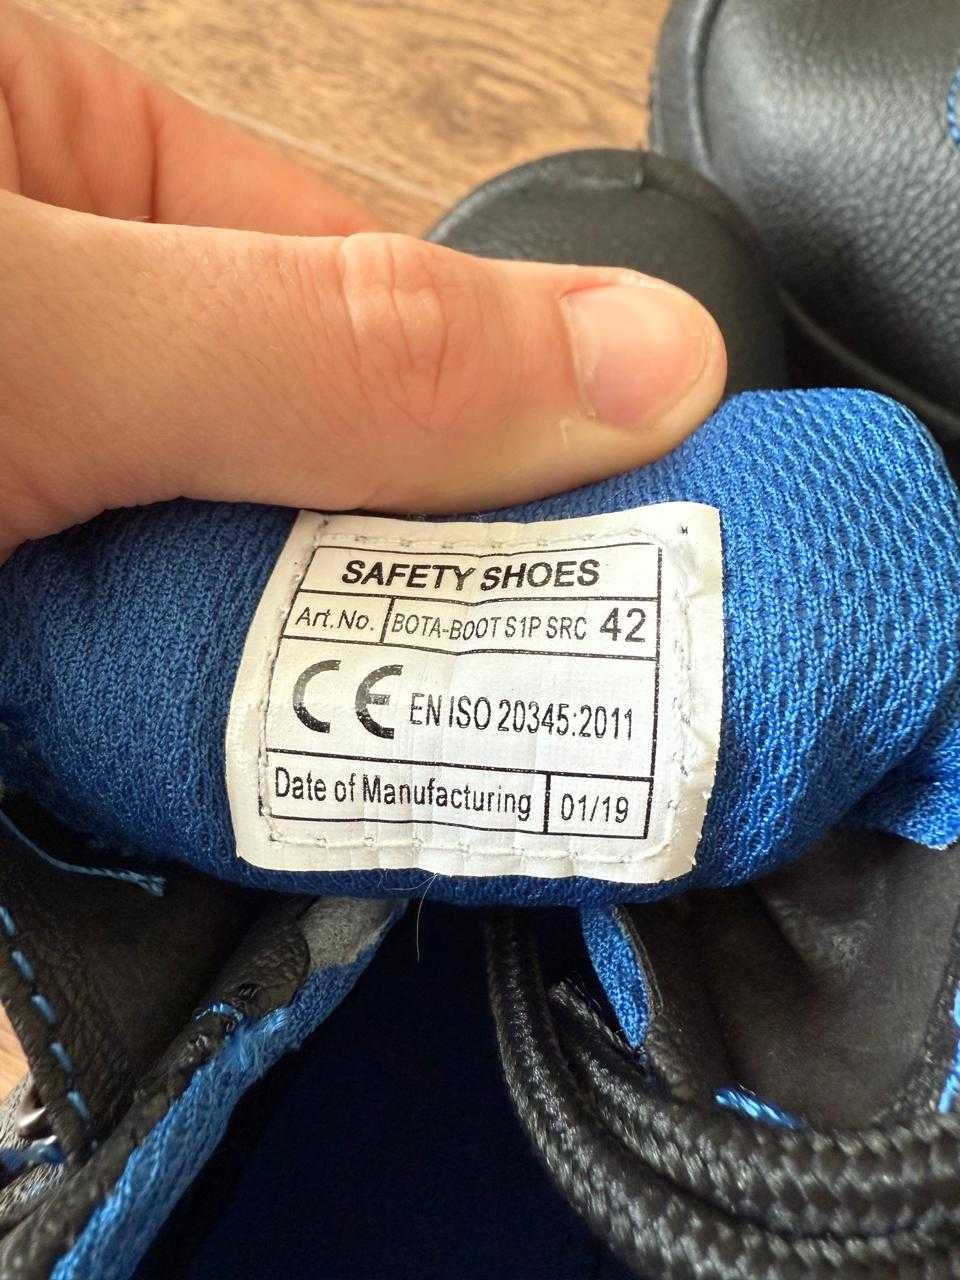 SAFETY SHOES
Art.No. BOTA-BOOT S1P SRC 42
CE EN ISO 20345:2011
Date of Manufacturing 01/19